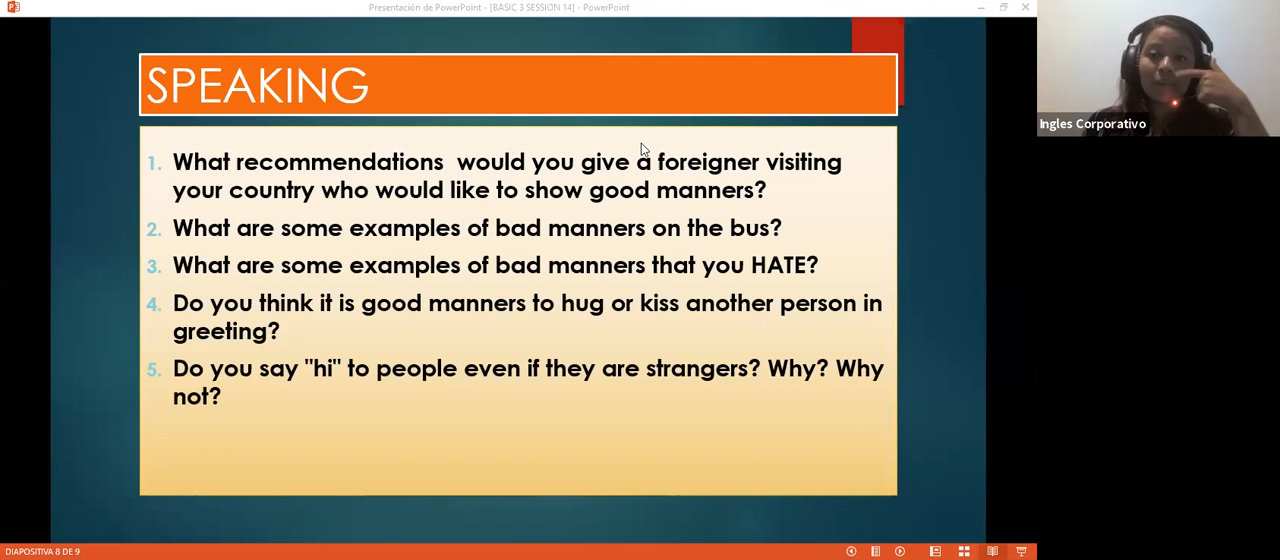 Presentación de PowerPoint - [BASIC 3 SESSION 14] - PowerPoint
SPEAKING
1. What recommendations would you give a foreigner visiting
your country who would like to show good manners?
2. What are some examples of bad manners on the bus?
3. What are some examples of bad manners that you HATE?
4. Do you think it is good manners to hug or kiss another person in
greeting?
5. Do you say "hi" to people even if they are strangers? Why? Why
not?
Ingles Corporativo
DIAPOSITIVA 8 DE 9